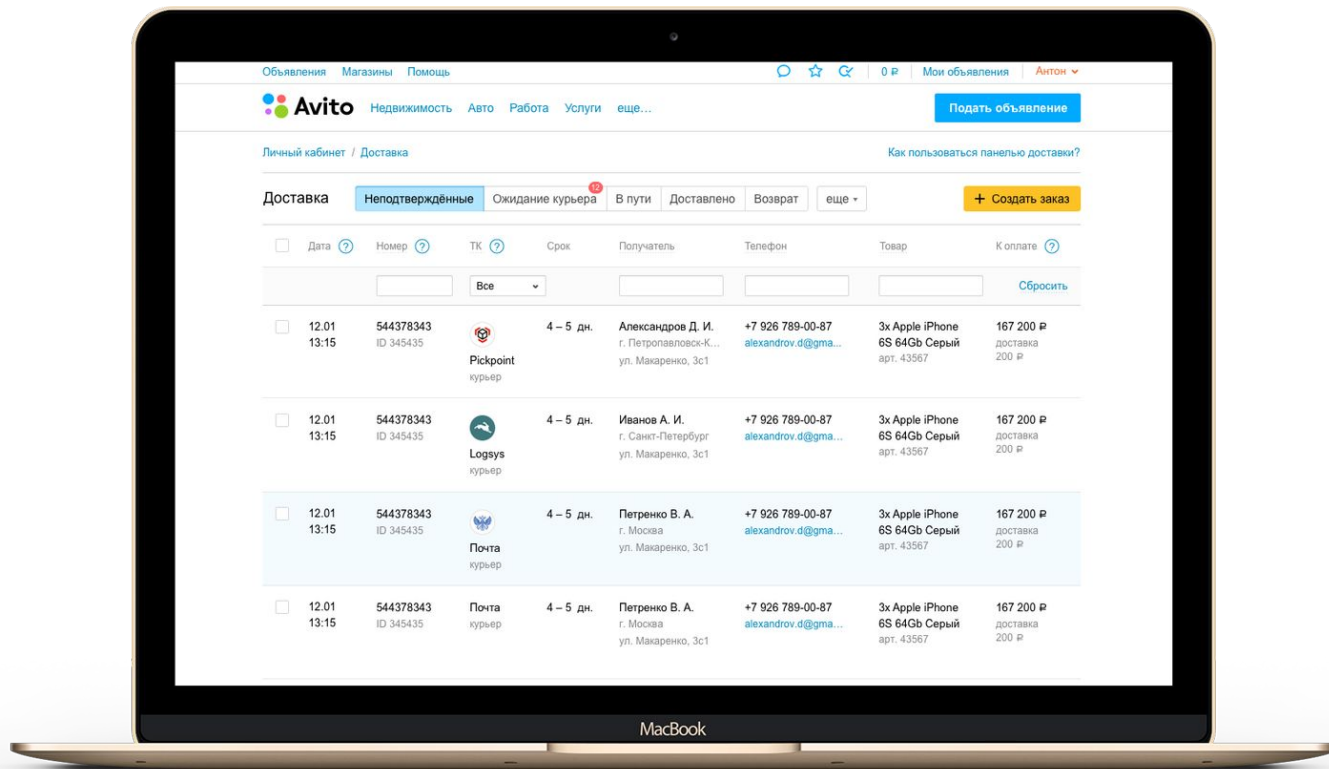 Объявления Магазины Помощь 0 ₽ Мои объявления Антон
Avito Недвижимость Авто Работа Услуги еще... Подать объявление
Личный кабинет / Доставка Как пользоваться панелью доставки?
Доставка Неподтверждённые Ожидание курьера 12 В пути Доставлено Возврат еще + Создать заказ
Дата ? Номер ? ТК ? Срок Получатель Телефон Товар К оплате ?
Все Сбросить
12.01 544378343 4 – 5 дн. Александров Д. И. +7 926 789-00-87 3x Apple iPhone 167 200 ₽
13:15 ID 345435 г. Петропавловск-К... alexandrov.d@gma... 6S 64Gb Серый доставка
Pickpoint ул. Макаренко, 3с1 арт. 43567 200 ₽
курьер
12.01 544378343 4 – 5 дн. Иванов А. И. +7 926 789-00-87 3x Apple iPhone 167 200 ₽
13:15 ID 345435 г. Санкт-Петербург alexandrov.d@gma... 6S 64Gb Серый доставка
Logsys ул. Макаренко, 3с1 арт. 43567 200 ₽
курьер
12.01 544378343 4 – 5 дн. Петренко В. А. +7 926 789-00-87 3x Apple iPhone 167 200 ₽
13:15 ID 345435 г. Москва alexandrov.d@gma... 6S 64Gb Серый доставка
Почта ул. Макаренко, 3с1 арт. 43567 200 ₽
курьер
12.01 544378343 Почта 4 – 5 дн. Петренко В. А. +7 926 789-00-87 3x Apple iPhone 167 200 ₽
13:15 ID 345435 курьер г. Москва alexandrov.d@gma... 6S 64Gb Серый доставка
ул. Макаренко, 3с1 арт. 43567 200 ₽
MacBook